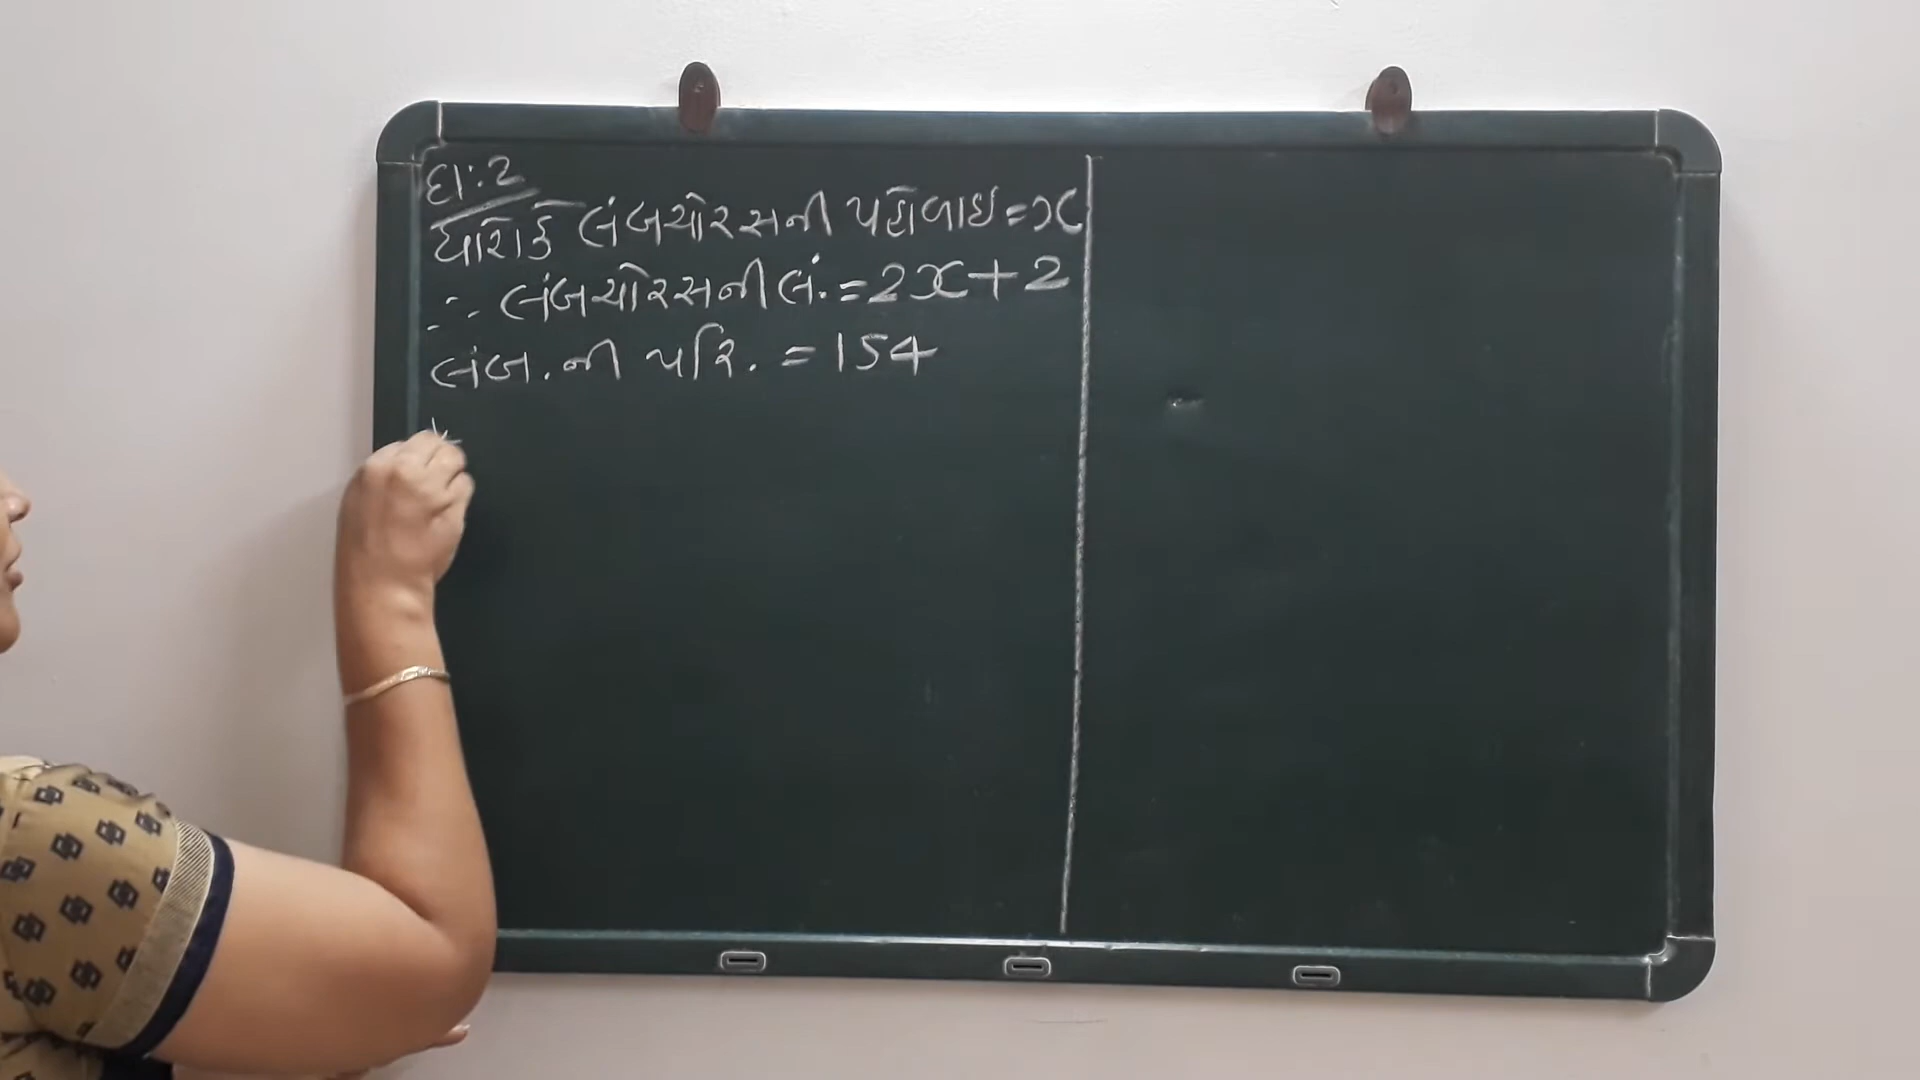 દા:2
ધારોકે લંબચોરસની પહોળાઇ=x
∴ લંબચોરસની લં.=2x+2
લંબ.ની પરિ.=154